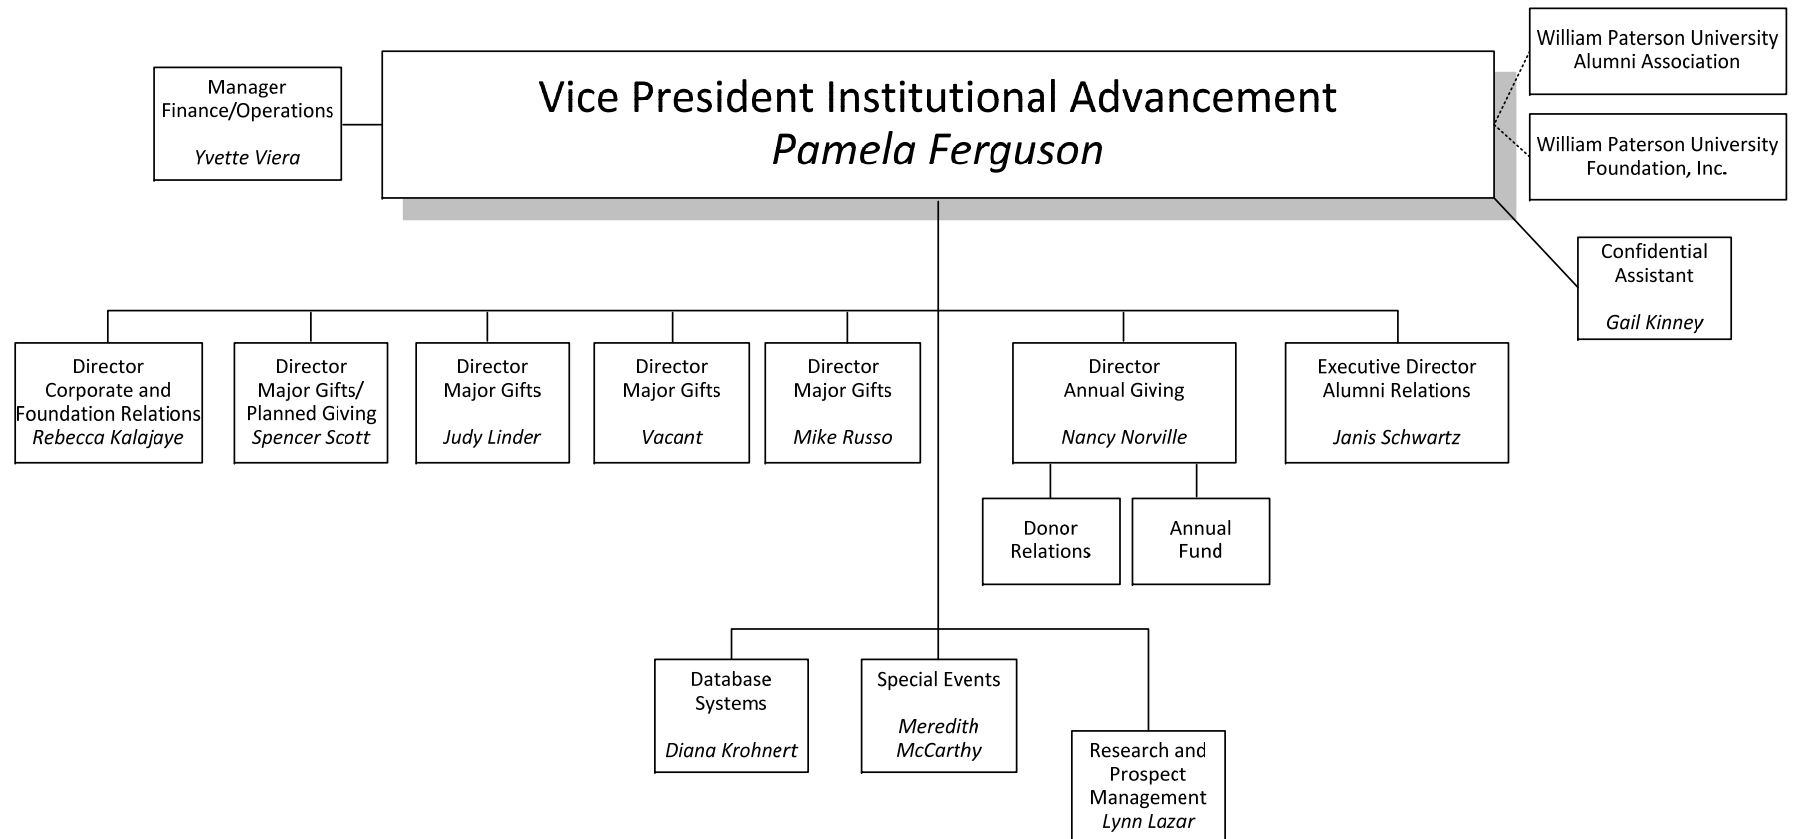 William Paterson University
Alumni Association
Manager
Finance/Operations
Yvette Viera
Vice President Institutional Advancement
Pamela Ferguson
William Paterson University
Foundation, Inc.
Confidential
Assistant
Gail Kinney
Director
Corporate and
Foundation Relations
Rebecca Kalajaye
Director
Major Gifts/
Planned Giving
Spencer Scott
Director
Major Gifts
Judy Linder
Director
Major Gifts
Vacant
Director
Major Gifts
Mike Russo
Director
Annual Giving
Nancy Norville
Executive Director
Alumni Relations
Janis Schwartz
Donor
Relations
Annual
Fund
Database
Systems
Diana Krohnert
Special Events
Meredith
McCarthy
Research and
Prospect
Management
Lynn Lazar